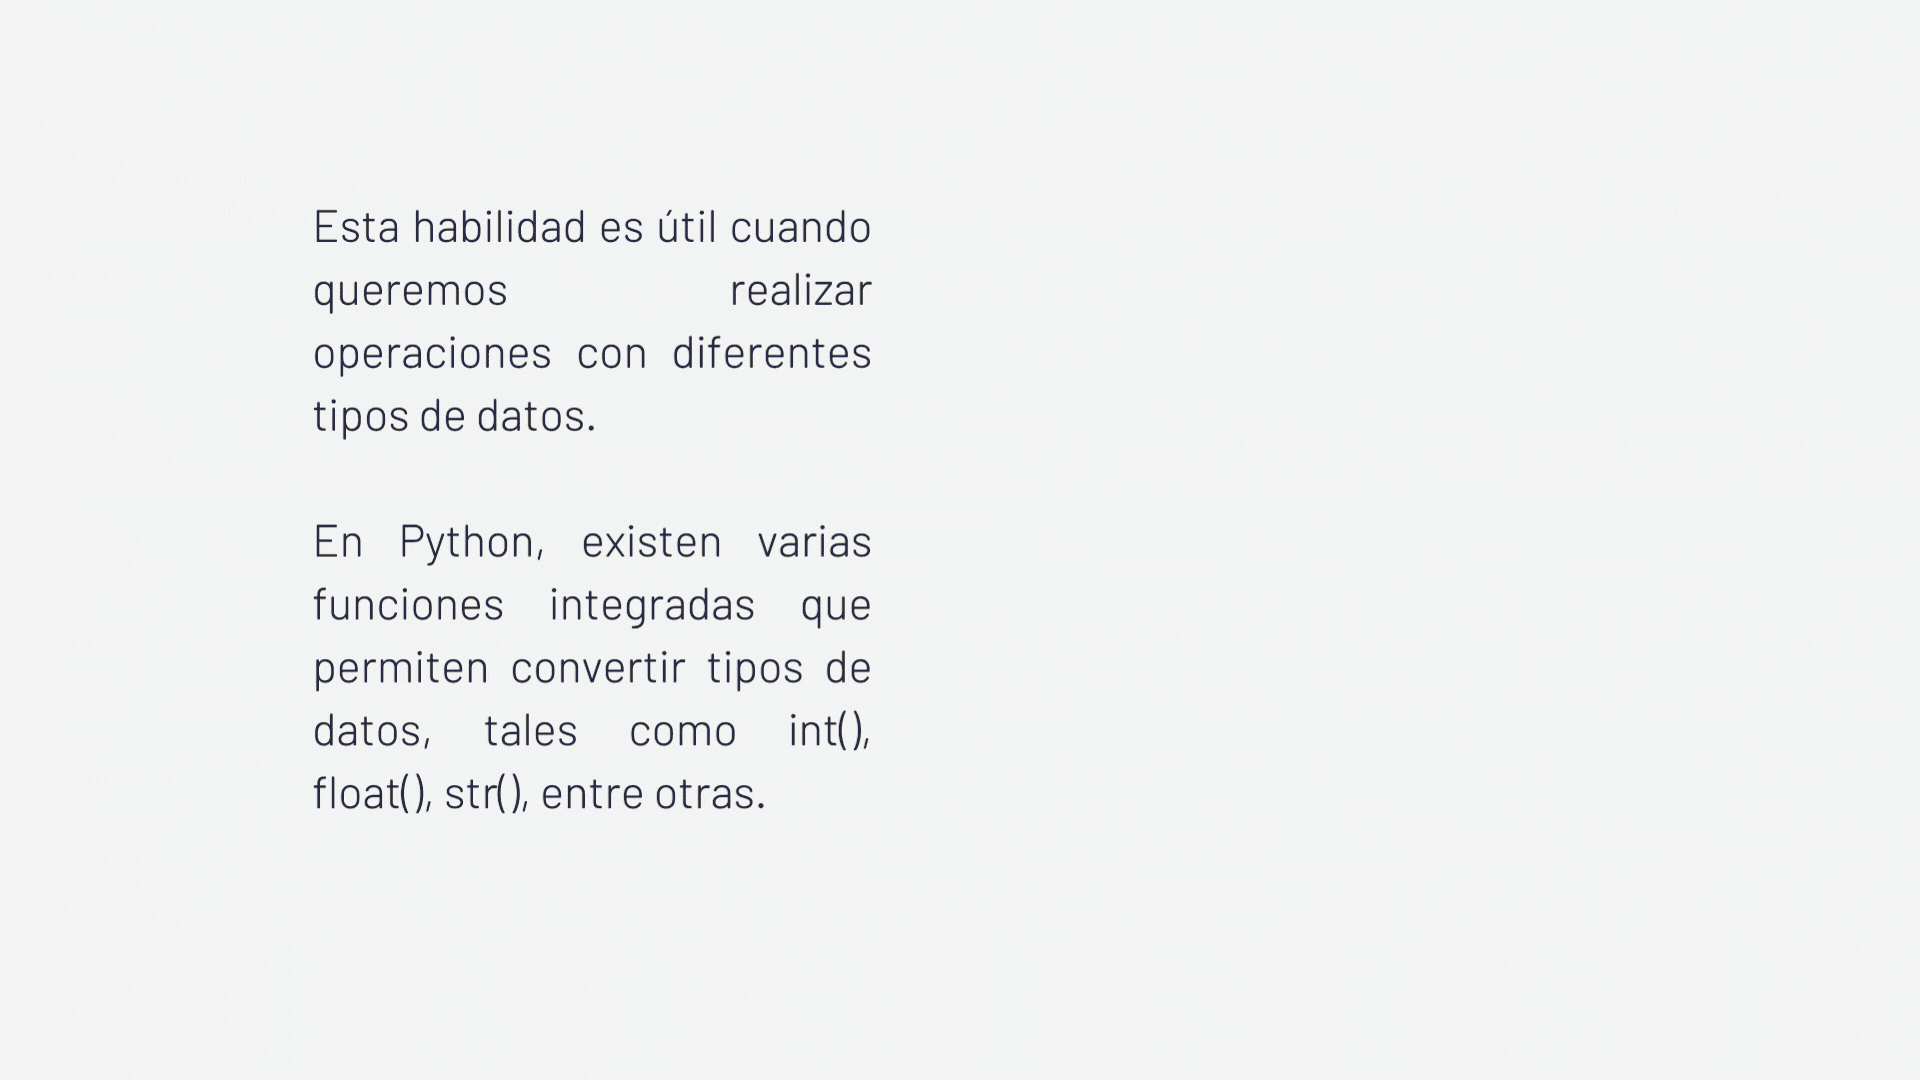 Esta habilidad es útil cuando
queremos realizar
operaciones con diferentes
tipos de datos.
En Python, existen varias
funciones integradas que
permiten convertir tipos de
datos, tales como int(),
float(), str(), entre otras.